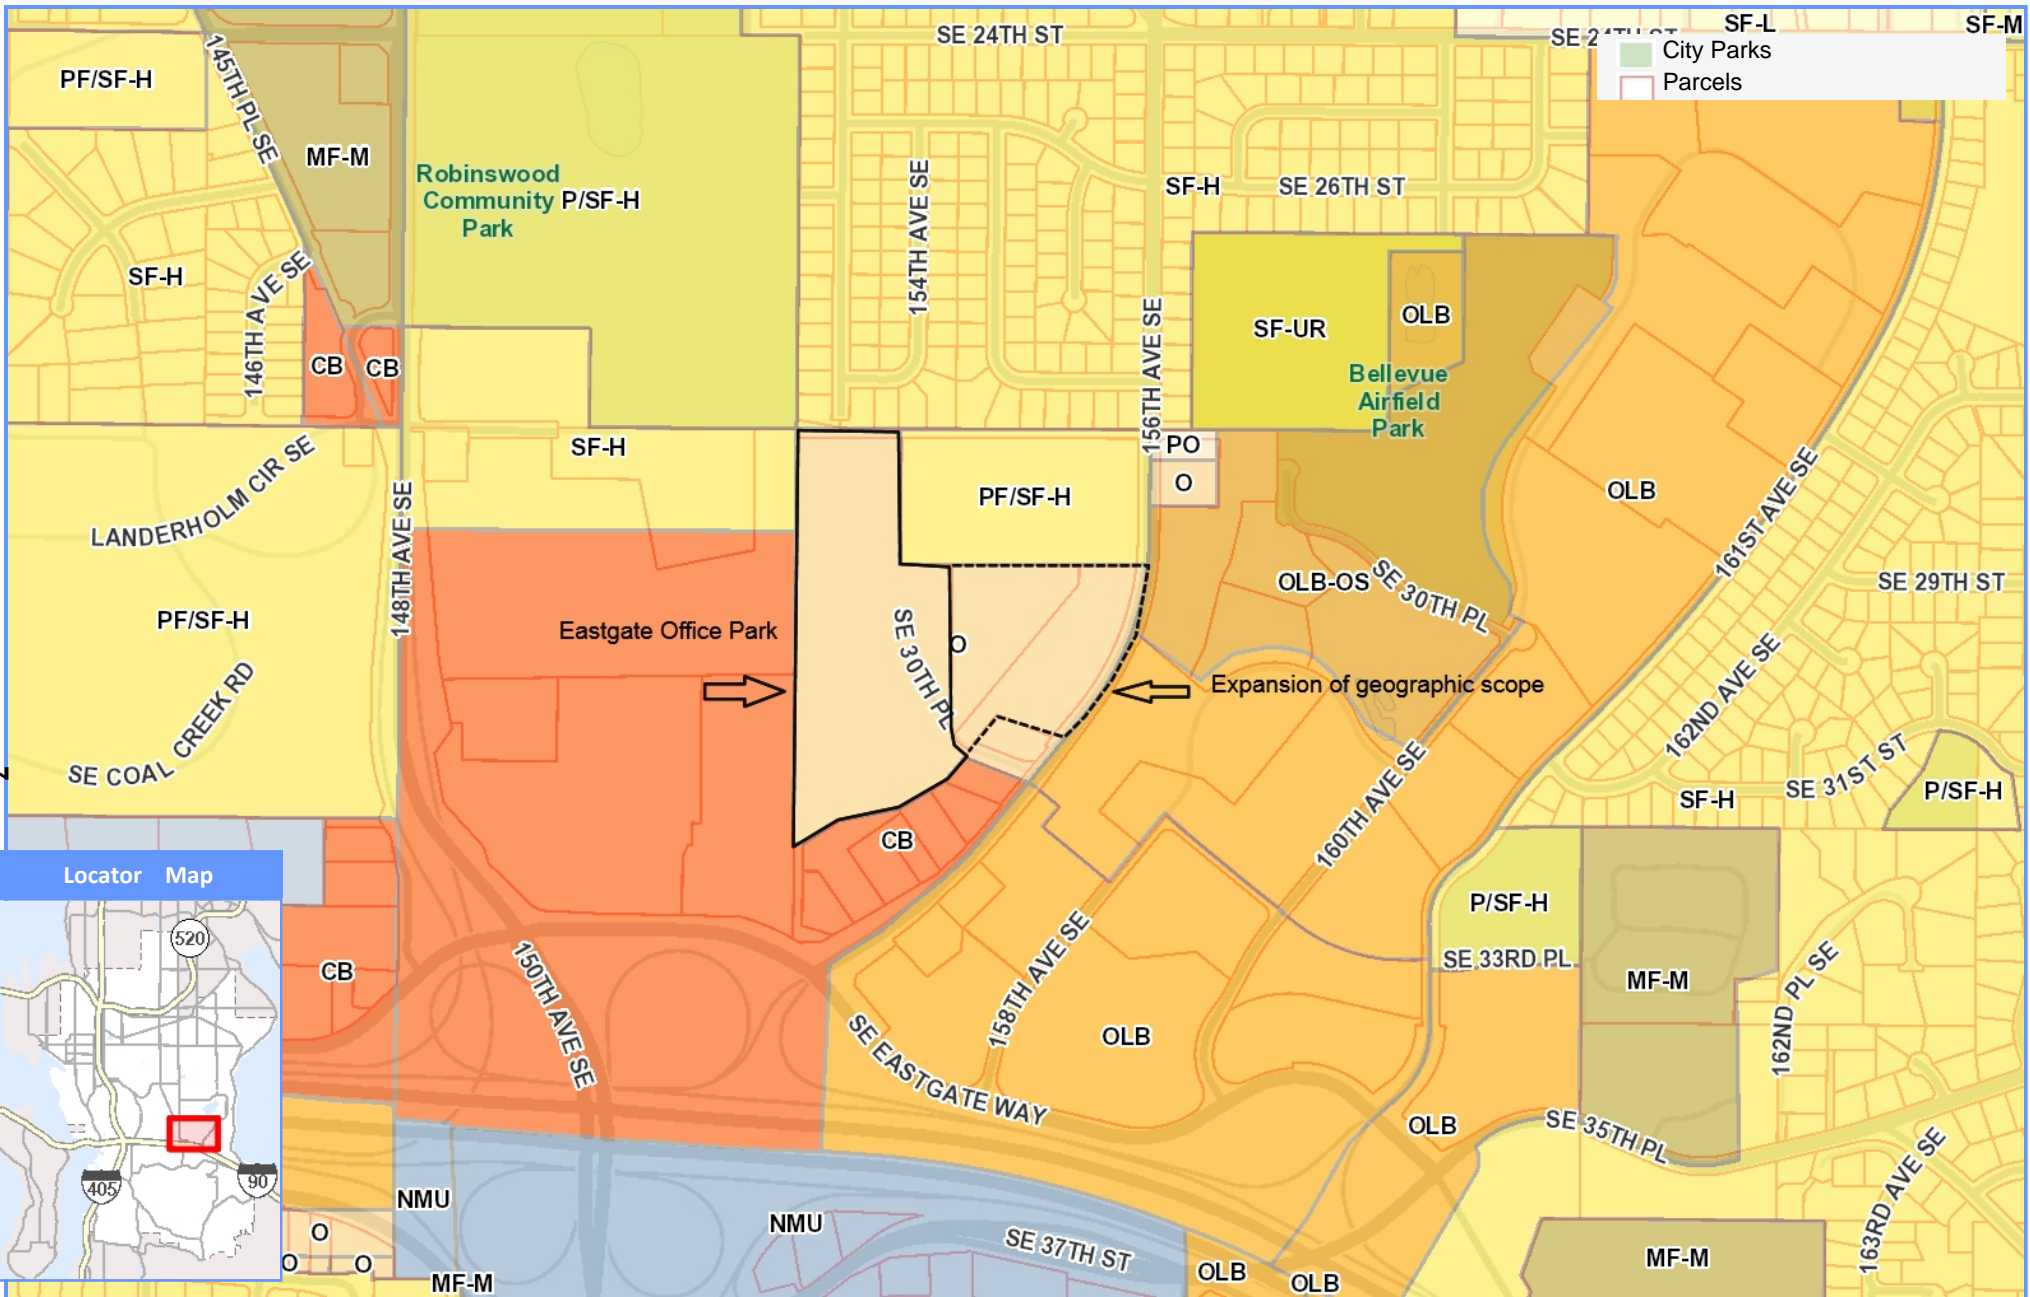 SE 24TH ST
SF-L
SF-M
SE 24TH ST
City Parks
Parcels
PF/SF-H
145TH PL SE
MF-M
Robinswood
Community
Park
P/SF-H
154TH AVE SE
SF-H
SE 26TH ST
SF-H
146TH AVE SE
CB
CB
156TH AVE SE
SF-UR
OLB
Bellevue
Airfield
Park
LANDERHOLM CIR SE
148TH AVE SE
SF-H
PF/SF-H
PO
O
OLB
161ST AVE SE
PF/SF-H
SE COAL CREEK RD
Eastgate Office Park
SE 30TH PL
O
OLB-OS
SE 30TH PL
Expansion of geographic scope
SE 29TH ST
162ND AVE SE
SE 31ST ST
SF-H
P/SF-H
160TH AVE SE
CB
Locator Map
520
405
90
CB
150TH AVE SE
SE EASTGATE WAY
158TH AVE SE
OLB
P/SF-H
SE 33RD PL
MF-M
162ND PL SE
OLB
SE 35TH PL
163RD AVE SE
NMU
NMU
SE 37TH ST
O
O
O
MF-M
OLB
OLB
MF-M